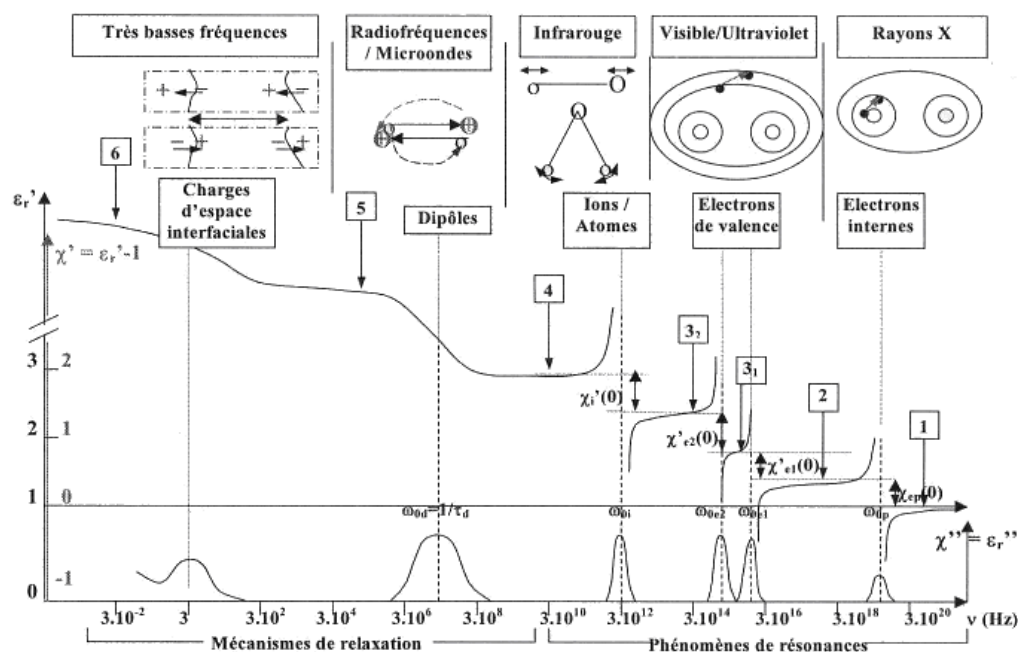 Très basses fréquences
Radiofréquences
/ Microondes
Infrarouge
Visible/Ultraviolet
Rayons X
+ - + -
- + - +
6
5
4
3₂
3₁
2
1
Charges
d'espace
interfaciales
Dipôles
Ions /
Atomes
Electrons
de valence
Electrons
internes
εr'
χ' = εr'-1
3
2
2
1
1
0
0
-1
χi'(0)
χ'e2(0)
χ'e1(0)
χep(0)
ω0d=1/τd
ω0i
ω0e2
ω0e1
ω0p
χ'' = εr''
3.10⁻²
3
3.10²
3.10⁴
3.10⁶
3.10⁸
3.10¹⁰
3.10¹²
3.10¹⁴
3.10¹⁶
3.10¹⁸
3.10²⁰
ν (Hz)
Mécanismes de relaxation
Phénomènes de résonances